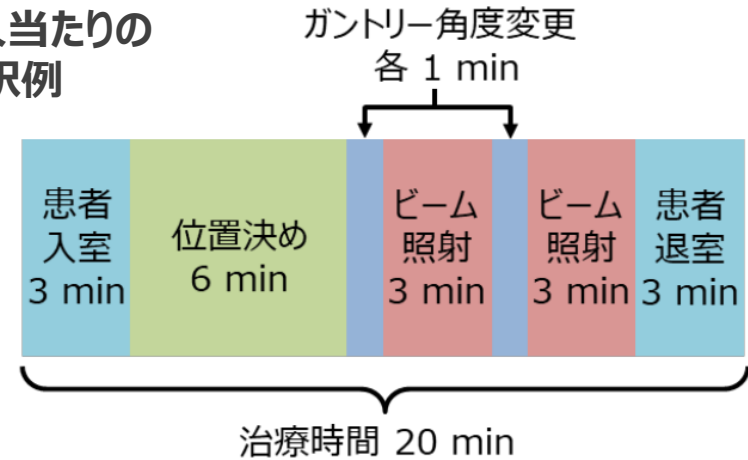 当たりの
例
ガントリー角度変更
各 1 min
患者
入室
3 min
位置決め
6 min
ビーム
照射
3 min
ビーム
照射
3 min
患者
退室
3 min
治療時間 20 min